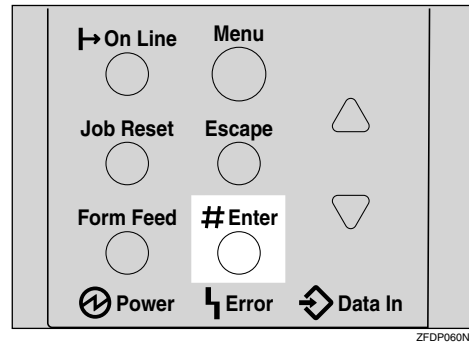 On Line Menu
Job Reset Escape
Form Feed # Enter
Power Error Data In
ZFDP060N